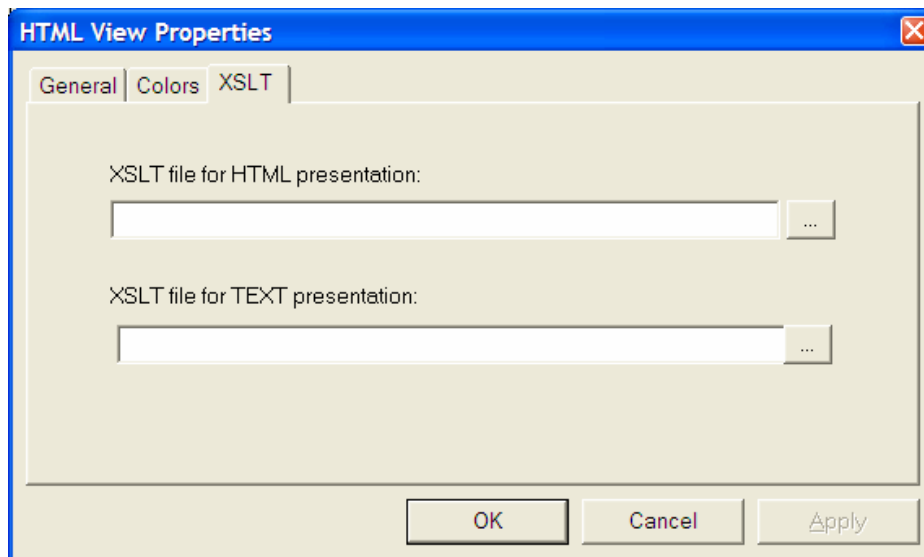 HTML View Properties
General Colors XSLT
XSLT file for HTML presentation:
...
XSLT file for TEXT presentation:
...
OK Cancel Apply